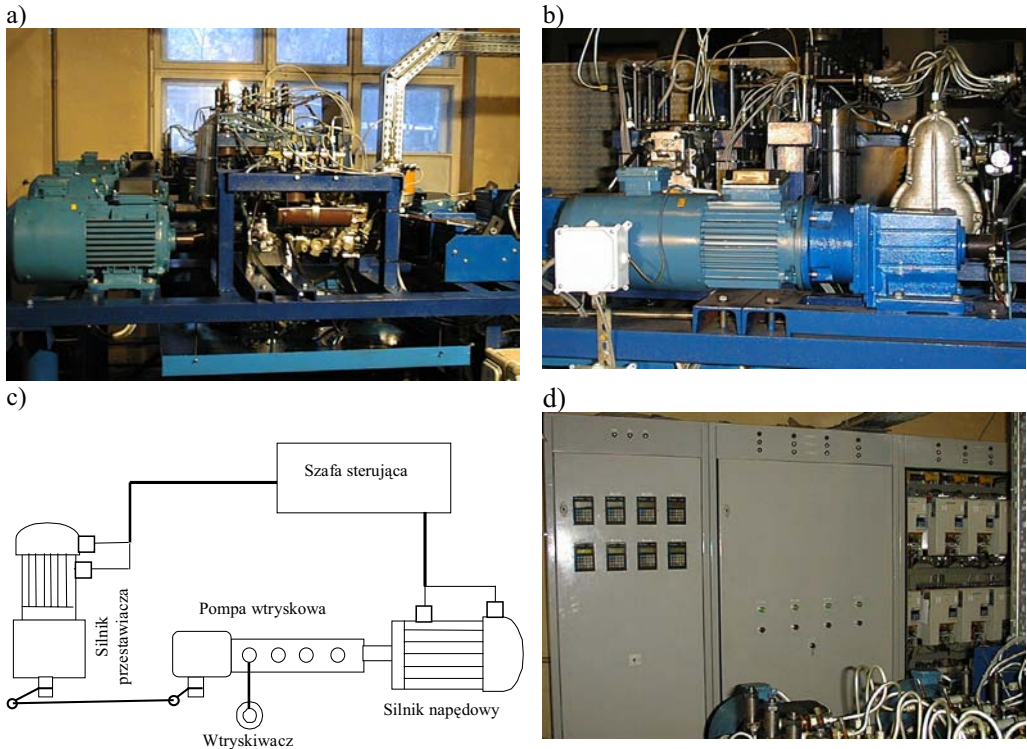 a)
b)
c)
d)
Szafa sterująca
Silnik
przestawiacza
Pompa wtryskowa
Silnik napędowy
Wtryskiwacz